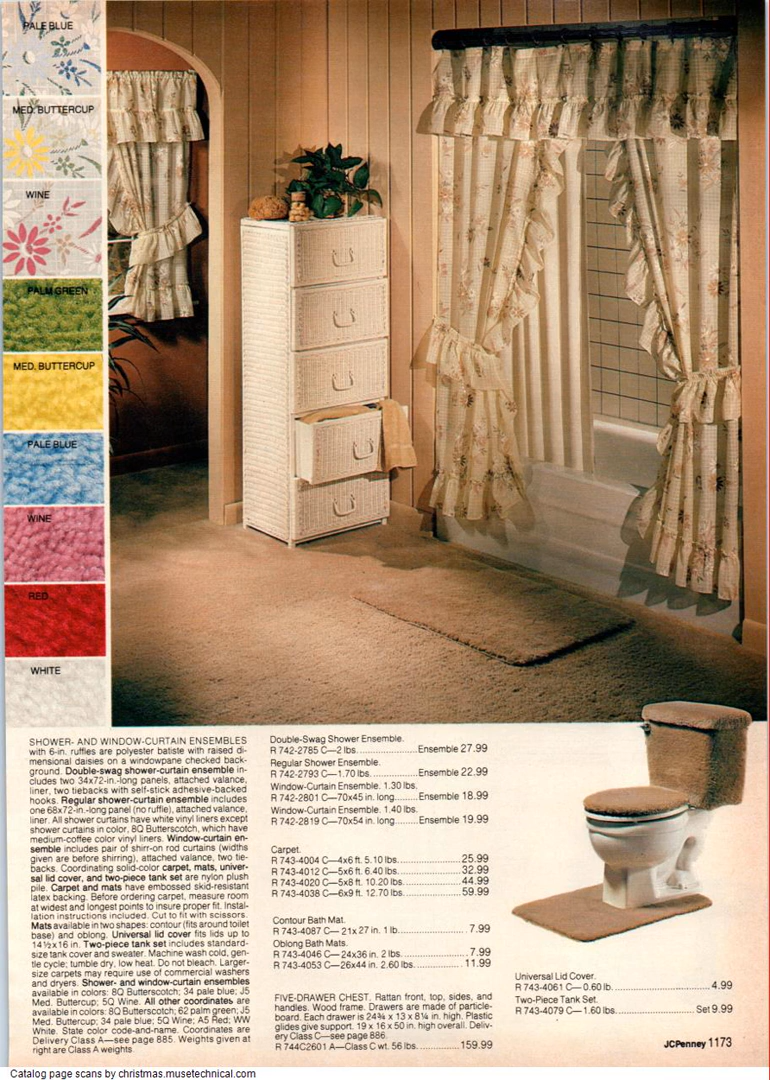 PALE BLUE
MED. BUTTERCUP
WINE
PALM GREEN
MED. BUTTERCUP
PALE BLUE
WINE
RED
WHITE
SHOWER- AND WINDOW-CURTAIN ENSEMBLES
with 6-in. ruffles are polyester batiste with raised di-
mensional daisies on a windowpane checked back-
ground. Double-swag shower-curtain ensemble in-
cludes two 34x72-in.-long panels, attached valance,
liner, two tiebacks with self-stick adhesive-backed
hooks. Regular shower-curtain ensemble includes
one 68x72-in.-long panel (no ruffle), attached valance,
liner. All shower curtains have white vinyl liners except
shower curtains in color, 8Q Butterscotch, which have
medium-coffee color vinyl liners. Window-curtain en-
semble includes pair of shirr-on rod curtains (widths
given are before shirring), attached valance, two tie-
backs. Coordinating solid-color carpet, mats, univer-
sal lid cover, and two-piece tank set are nylon plush
pile. Carpet and mats have embossed skid-resistant
latex backing. Before ordering carpet, measure room
at widest and longest points to insure proper fit. Instal-
lation instructions included. Cut to fit with scissors.
Mats available in two shapes: contour (fits around toilet
base) and oblong. Universal lid cover fits lids up to
14½x16 in. Two-piece tank set includes standard-
size tank cover and sweater. Machine wash cold, gen-
tle cycle; tumble dry, low heat. Do not bleach. Larger-
size carpets may require use of commercial washers
and dryers. Shower- and window-curtain ensembles
available in colors: 8Q Butterscotch; 34 pale blue; J5
Med. Buttercup; 5Q Wine. All other coordinates are
available in colors: 8Q Butterscotch; 62 palm green; J5
Med. Buttercup; 34 pale blue; 5Q Wine; A5 Red; WW
White. State color code-and-name. Coordinates are
Delivery Class A—see page 885. Weights given at
right are Class A weights.
Double-Swag Shower Ensemble.
R 742-2785 C—2 lbs. Ensemble 27.99
Regular Shower Ensemble.
R 742-2793 C—1.70 lbs. Ensemble 22.99
Window-Curtain Ensemble. 1.30 lbs.
R 742-2801 C—70x45 in. long Ensemble 18.99
Window-Curtain Ensemble. 1.40 lbs.
R 742-2819 C—70x54 in. long Ensemble 19.99
Carpet.
R 743-4004 C—4x6 ft. 5.10 lbs. 25.99
R 743-4012 C—5x6 ft. 6.40 lbs. 32.99
R 743-4020 C—5x8 ft. 10.20 lbs. 44.99
R 743-4038 C—6x9 ft. 12.70 lbs. 59.99
Contour Bath Mat.
R 743-4087 C—21x27 in. 1 lb. 7.99
Oblong Bath Mats.
R 743-4046 C—24x36 in. 2 lbs. 7.99
R 743-4053 C—26x44 in. 2.60 lbs. 11.99
FIVE-DRAWER CHEST. Rattan front, top, sides, and
handles. Wood frame. Drawers are made of particle-
board. Each drawer is 24¾ x 13 x 8¼ in. high. Plastic
glides give support. 19 x 16 x 50 in. high overall. Deliv-
ery Class C—see page 886.
R 744C2601 A—Class C wt. 56 lbs. 159.99
Universal Lid Cover.
R 743-4061 C—0.60 lb. 4.99
Two-Piece Tank Set.
R 743-4079 C—1.60 lbs. Set 9.99
JCPenney 1173
Catalog page scans by christmas.musetechnical.com